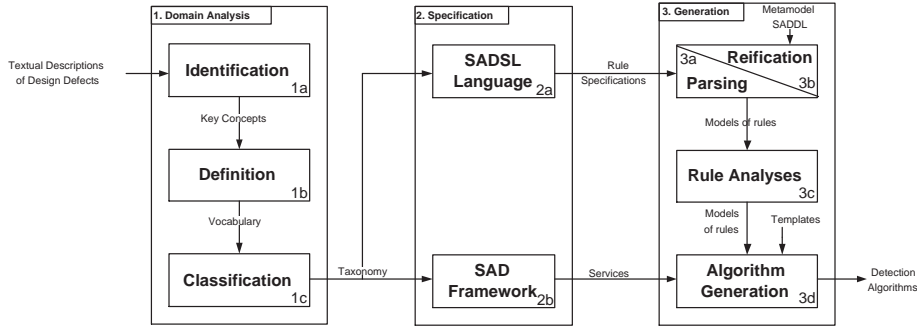 1. Domain Analysis
Textual Descriptions
of Design Defects
Identification
1a
Key Concepts
Definition
1b
Vocabulary
Classification
1c
Taxonomy
2. Specification
SADSL
Language
2a
Rule
Specifications
SAD
Framework
2b
Services
3. Generation
Metamodel
SADDL
3a
Reification
Parsing
3b
Models of rules
Rule Analyses
3c
Models
of rules
Templates
Algorithm
Generation
3d
Detection
Algorithms